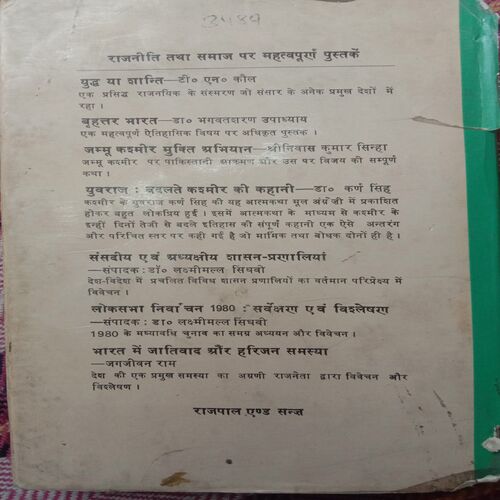 राजनीति तथा समाज पर महत्वपूर्ण पुस्तकें
युद्ध या शान्ति—टी० एन० कौल
एक प्रसिद्ध राजनयिक के संस्मरण जो संसार के अनेक प्रमुख देशों में
रहा ।
बृहत्तर भारत—डा० भगवतशरण उपाध्याय
एक महत्वपूर्ण ऐतिहासिक विषय पर अधिकृत पुस्तक ।
जम्मू कश्मीर मुक्ति अभियान—श्रीनिवास कुमार सिन्हा
जम्मू कश्मीर पर पाकिस्तानी आक्रमण और उस पर विजय की सम्पूर्ण
कथा ।
युवराज : बदलते कश्मीर की कहानी—डा० कर्ण सिंह
कश्मीर के युवराज कर्ण सिंह की यह आत्मकथा मूल अंग्रेजी में प्रकाशित
होकर बहुत लोकप्रिय हुई । इसमें आत्मकथा के माध्यम से कश्मीर के
इन्हीं दिनों तेजी से बदले इतिहास की संपूर्ण कहानी एक ऐसे अन्तरंग
और परिचित स्तर पर कही गई है जो मार्मिक तथा बोधक दोनों ही है ।
संसदीय एवं अध्यक्षीय शासन-प्रणालियां
—संपादक : डॉ० लक्ष्मीमल्ल सिंघवी
देश-विदेश में प्रचलित विविध शासन प्रणालियों का वर्तमान परिप्रेक्ष्य में
विवेचन ।
लोकसभा निर्वाचन 1980 : सर्वेक्षण एवं विश्लेषण
—संपादक : डा० लक्ष्मीमल्ल सिंघवी
1980 के मध्यावधि चुनाव का समग्र अध्ययन और विवेचन ।
भारत में जातिवाद और हरिजन समस्या
—जगजीवन राम
देश की एक प्रमुख समस्या का अग्रणी राजनेता द्वारा विवेचन और
विश्लेषण ।
राजपाल एण्ड सन्ज़